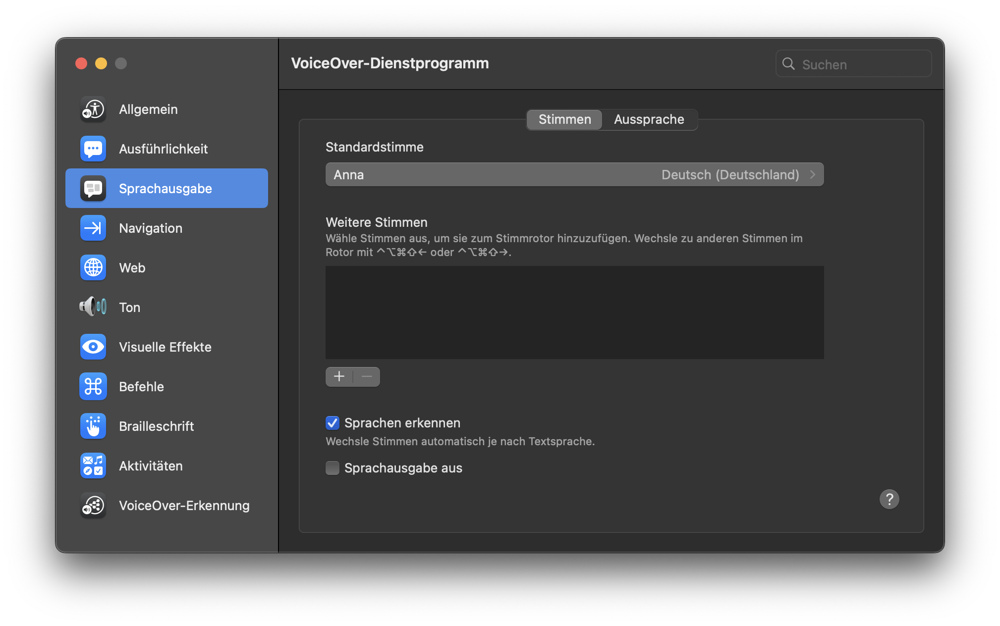 VoiceOver-Dienstprogramm
Suchen
Allgemein
Ausführlichkeit
Sprachausgabe
Navigation
Web
Ton
Visuelle Effekte
Befehle
Brailleschrift
Aktivitäten
VoiceOver-Erkennung
Stimmen
Aussprache
Standardstimme
Anna
Deutsch (Deutschland)
Weitere Stimmen
Wähle Stimmen aus, um sie zum Stimmrotor hinzuzufügen. Wechsle zu anderen Stimmen im
Rotor mit ⌃⌥⌘⇧← oder ⌃⌥⌘⇧→.
Sprachen erkennen
Wechsle Stimmen automatisch je nach Textsprache.
Sprachausgabe aus
?